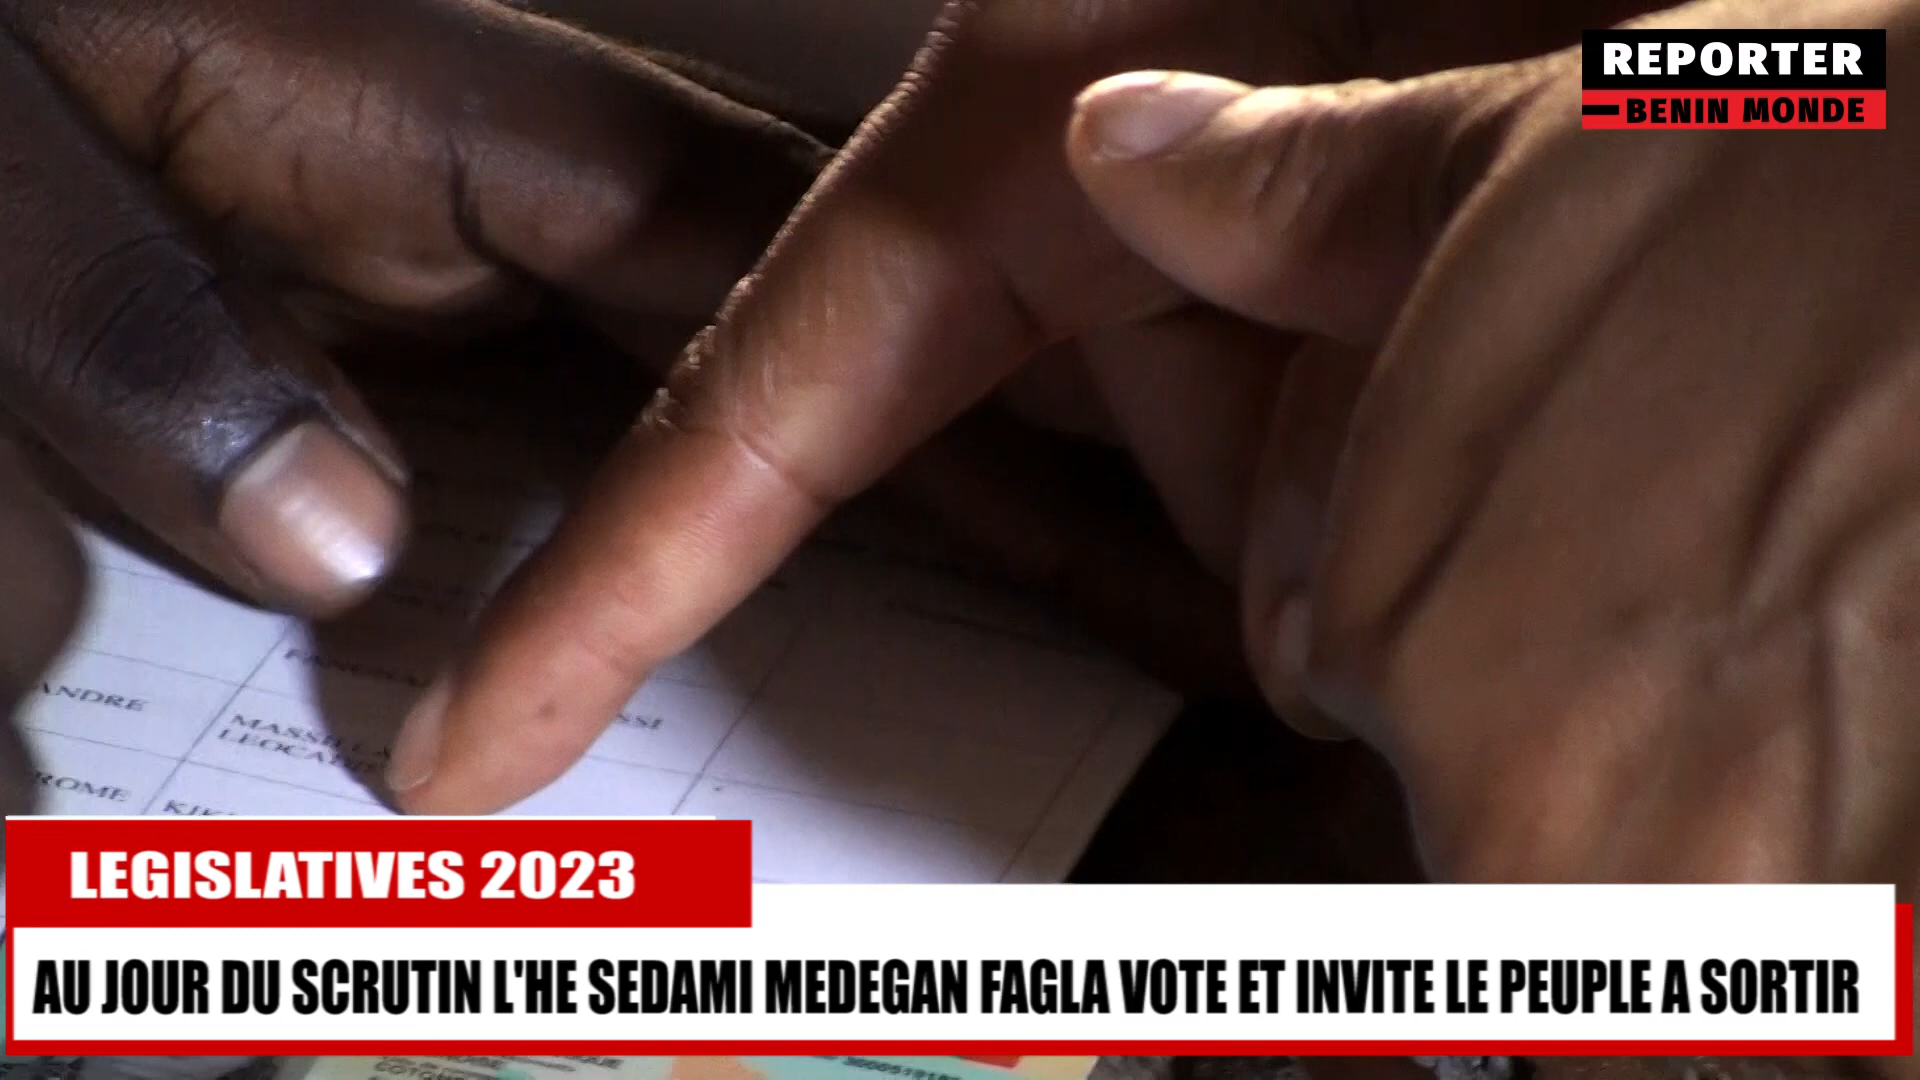 REPORTER
BENIN MONDE
ANDRE
SSI
ROME
LEGISLATIVES 2023
AU JOUR DU SCRUTIN L'HE SEDAMI MEDEGAN FAGLA VOTE ET INVITE LE PEUPLE A SORTIR